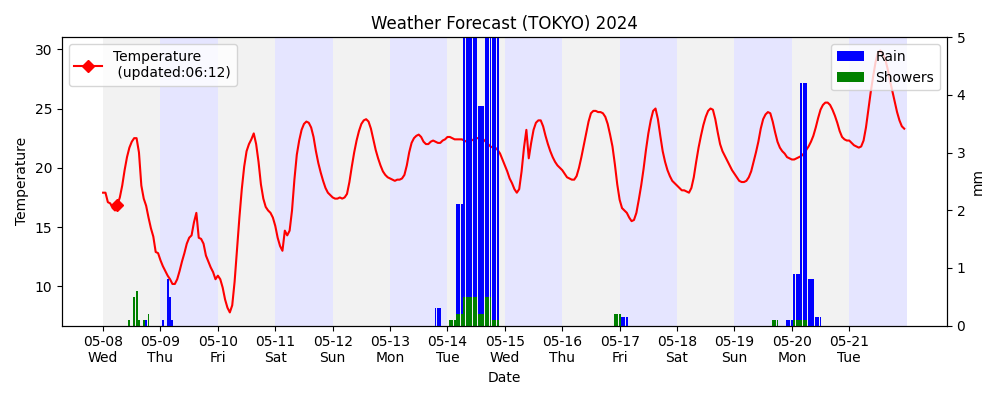 Weather Forecast (TOKYO) 2024
Temperature
(updated:06:12)
Rain
Showers
30
25
20
15
10
Temperature
5
4
3
2
1
0
mm
05-08 05-09 05-10 05-11 05-12 05-13 05-14 05-15 05-16 05-17 05-18 05-19 05-20 05-21
Wed Thu Fri Sat Sun Mon Tue Wed Thu Fri Sat Sun Mon Tue
Date